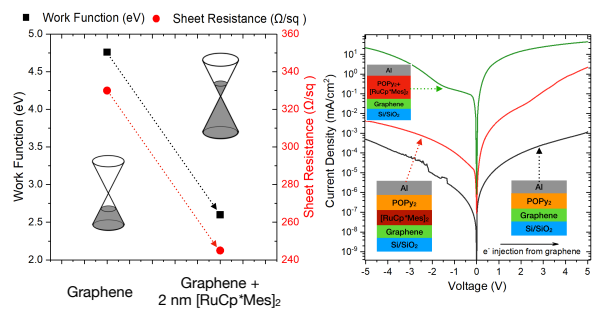 ■ Work Function (eV) ● Sheet Resistance (Ω/sq )
5.0
4.5
4.0
3.5
3.0
2.5
2.0
Work Function (eV)
360
340
320
300
280
260
240
Sheet Resistance (Ω/sq )
Graphene
Graphene +
2 nm [RuCp*Mes]₂
Current Density (mA/cm²)
10¹
10⁰
10⁻¹
10⁻²
10⁻³
10⁻⁴
10⁻⁵
10⁻⁶
10⁻⁷
10⁻⁸
10⁻⁹
Al
POPy₂+
[RuCp*Mes]₂
Graphene
Si/SiO₂
Al
POPy₂
[RuCp*Mes]₂
Graphene
Si/SiO₂
Al
POPy₂
Graphene
Si/SiO₂
e⁻ injection from graphene
-5 -4 -3 -2 -1 0 1 2 3 4 5
Voltage (V)